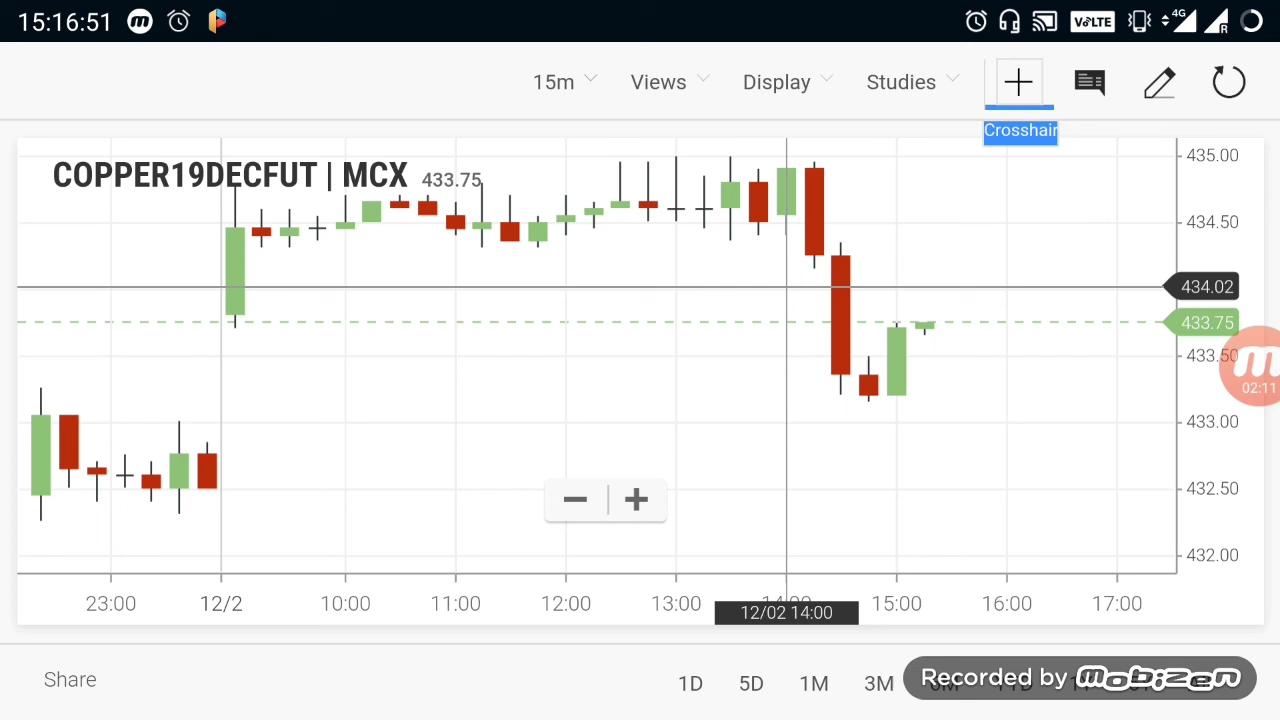 15:16:51
4G
VoLTE
R
15m
Views
Display
Studies
Crosshair
COPPER19DECFUT | MCX 433.75
435.00
434.50
434.02
433.75
433.50
02:11
433.00
432.50
432.00
23:00
12/2
10:00
11:00
12:00
13:00
14:00
15:00
16:00
17:00
12/02 14:00
Share
1D
5D
1M
3M
Recorded by mobizen